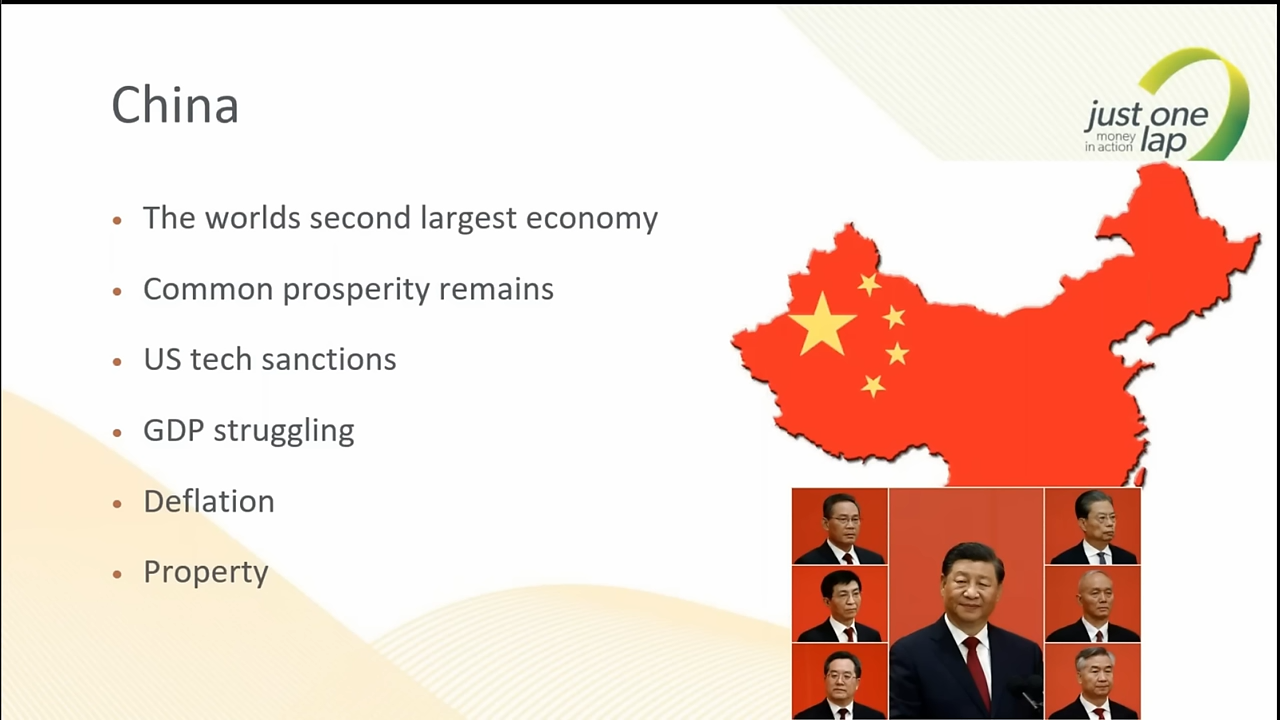 China
just one
money
in action lap
The worlds second largest economy
Common prosperity remains
US tech sanctions
GDP struggling
Deflation
Property